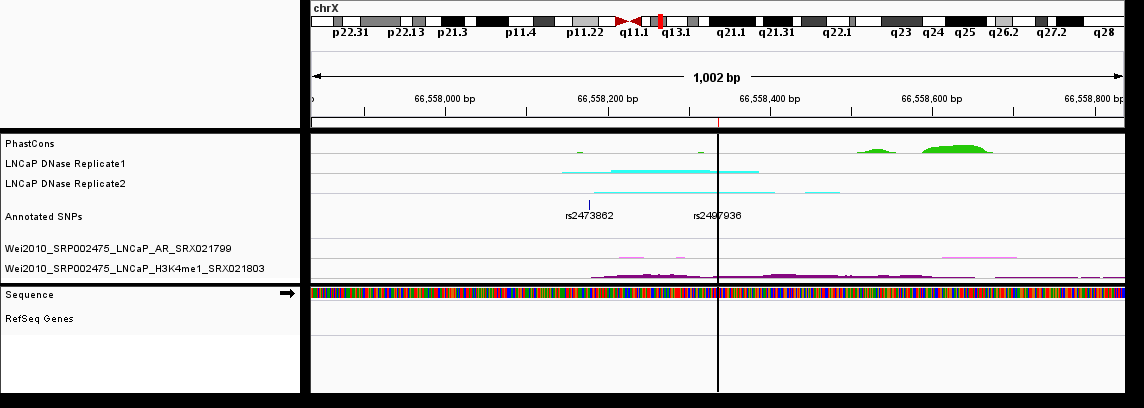 chrX
p22.31 p22.13 p21.3 p11.4 p11.22 q11.1 q13.1 q21.1 q21.31 q22.1 q23 q24 q25 q26.2 q27.2 q28
1,002 bp
66,558,000 bp 66,558,200 bp 66,558,400 bp 66,558,600 bp 66,558,800 bp
PhastCons
LNCaP DNase Replicate1
LNCaP DNase Replicate2
Annotated SNPs
rs2473862 rs2497936
Wei2010_SRP002475_LNCaP_AR_SRX021799
Wei2010_SRP002475_LNCaP_H3K4me1_SRX021803
Sequence
RefSeq Genes